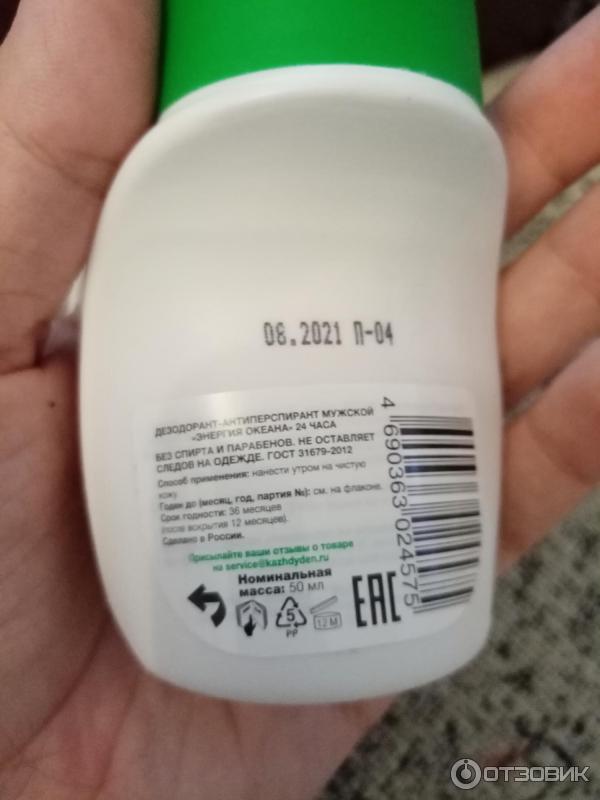 08.2021 П-04
ДЕЗОДОРАНТ-АНТИПЕРСПИРАНТ МУЖСКОЙ
«ЭНЕРГИЯ ОКЕАНА» 24 ЧАСА
БЕЗ СПИРТА И ПАРАБЕНОВ. НЕ ОСТАВЛЯЕТ
СЛЕДОВ НА ОДЕЖДЕ. ГОСТ 31679-2012
Способ применения: нанести утром на чистую
кожу.
Годен до (месяц, год, партия №): см. на флаконе.
Срок годности: 36 месяцев
(после вскрытия 12 месяцев).
Сделано в России.
Присылайте ваши отзывы о товаре
на service@kazhdyden.ru
Номинальная
масса: 50 мл
5
PP
12 M
EAC
4 690363 024575
ОТЗОВИК